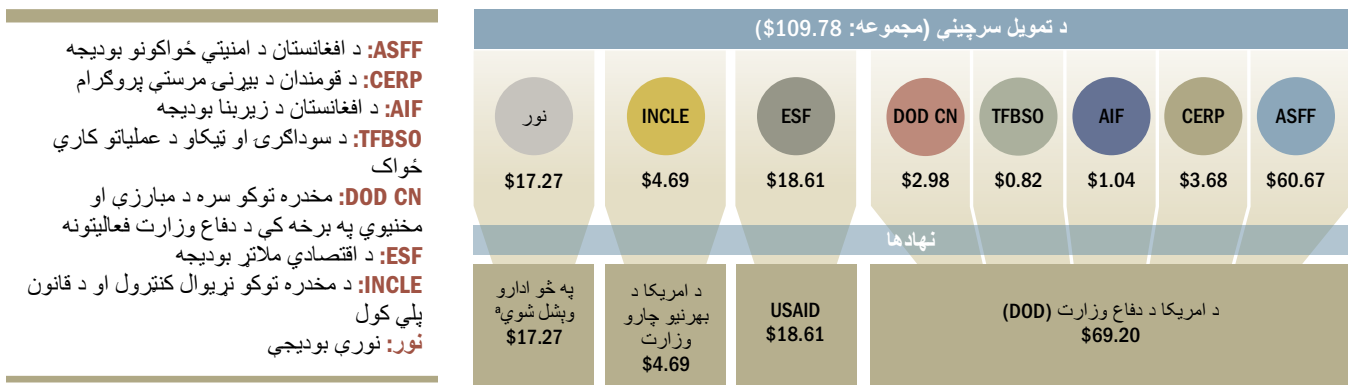 ASFF: د افغانستان د امنیتي ځواکونو بودیجه
CERP: د قومندان د بیړنۍ مرستې پروګرام
AIF: د افغانستان د زیربنا بودیجه
TFBSO: د سوداګرۍ او ټیکاو د عملیاتو کاري
ځواک
DOD CN: مخدره توکو سره د مبارزې او
مخنیوي په برخه کې د دفاع وزارت فعالیتونه
ESF: د اقتصادي ملاتړ بودیجه
INCLE: د مخدره توکو نړیوال کنټرول او د قانون
پلي کول
نور: نورې بودیجې
د تمویل سرچینې (مجموعه: $109.78)
ASFF
CERP
AIF
TFBSO
DOD CN
ESF
INCLE
نور
$60.67
$3.68
$1.04
$0.82
$2.98
$18.61
$4.69
$17.27
نهادها
د امریکا د دفاع وزارت (DOD)
$69.20
USAID
$18.61
د امریکا د
بهرنیو چارو
وزارت
$4.69
په څو ادارو
ویشل شويª
$17.27